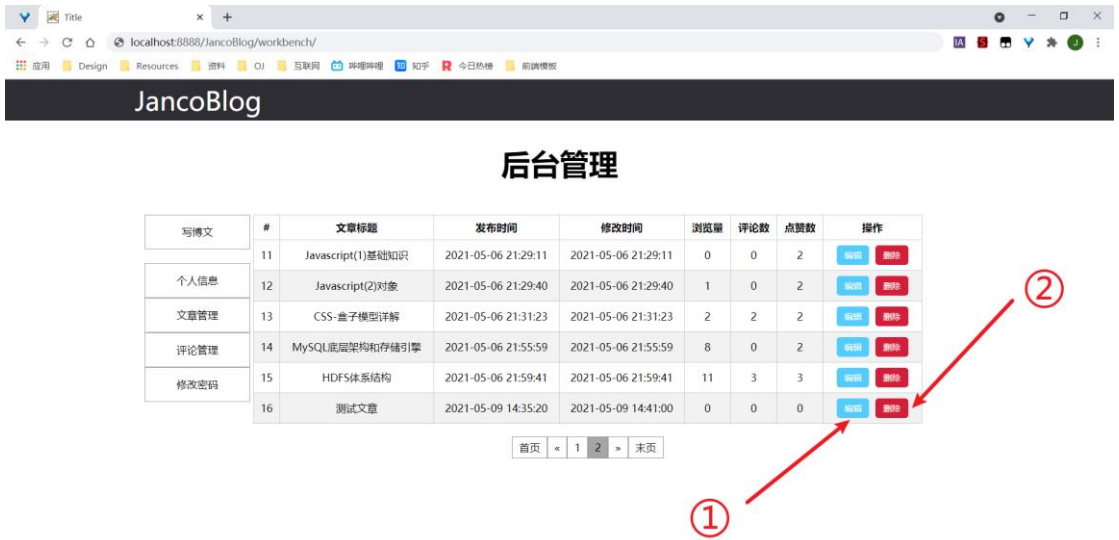 Title × +
localhost:8888/JancoBlog/workbench/
应用 Design Resources 资料 OJ 互联网 哔哩哔哩 知 知乎 R 今日热榜 前端模板
JancoBlog
后台管理
写博文
个人信息
文章管理
评论管理
修改密码
# 文章标题 发布时间 修改时间 浏览量 评论数 点赞数 操作
11 Javascript(1)基础知识 2021-05-06 21:29:11 2021-05-06 21:29:11 0 0 2 编辑 删除
12 Javascript(2)对象 2021-05-06 21:29:40 2021-05-06 21:29:40 1 0 2 编辑 删除
13 CSS-盒子模型详解 2021-05-06 21:31:23 2021-05-06 21:31:23 2 2 2 编辑 删除
14 MySQL底层架构和存储引擎 2021-05-06 21:55:59 2021-05-06 21:55:59 8 0 2 编辑 删除
15 HDFS体系结构 2021-05-06 21:59:41 2021-05-06 21:59:41 11 3 3 编辑 删除
16 测试文章 2021-05-09 14:35:20 2021-05-09 14:41:00 0 0 0 编辑 删除
首页 « 1 2 » 末页
②
①